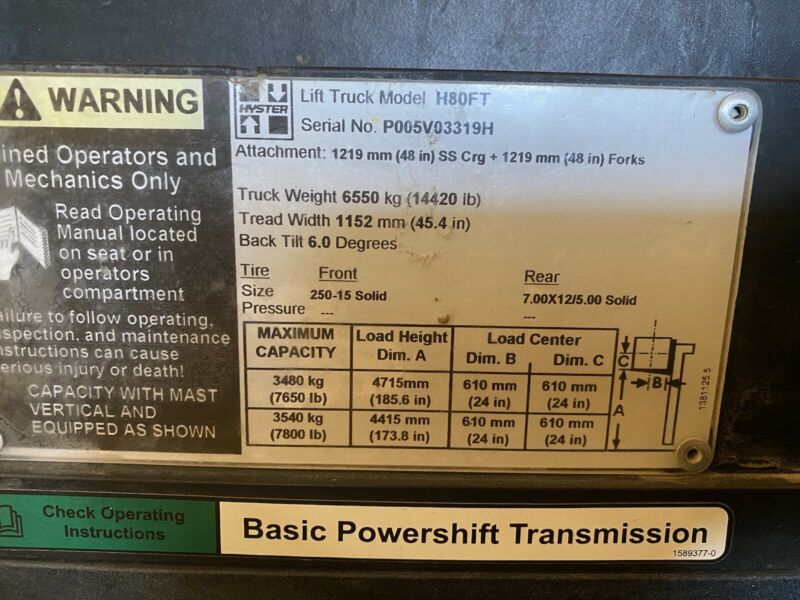 WARNING
ined Operators and
Mechanics Only
Read Operating
Manual located
on seat or in
operators
compartment
ailure to follow operating,
spection, and maintenance
nstructions can cause
erious injury or death!
CAPACITY WITH MAST
VERTICAL AND
EQUIPPED AS SHOWN
HYSTER
Lift Truck Model H80FT
Serial No. P005V03319H
Attachment: 1219 mm (48 in) SS Crg + 1219 mm (48 in) Forks
Truck Weight 6550 kg (14420 lb)
Tread Width 1152 mm (45.4 in)
Back Tilt 6.0 Degrees
Tire Front Rear
Size 250-15 Solid 7.00X12/5.00 Solid
Pressure --- ---
MAXIMUM CAPACITY Load Height Dim. A Load Center Dim. B Dim. C
3480 kg 4715mm 610 mm 610 mm
(7650 lb) (185.6 in) (24 in) (24 in)
3540 kg 4415 mm 610 mm 610 mm
(7800 lb) (173.8 in) (24 in) (24 in)
C
B
A
1381125 5
Check Operating
Instructions
Basic Powershift Transmission
1589377-0